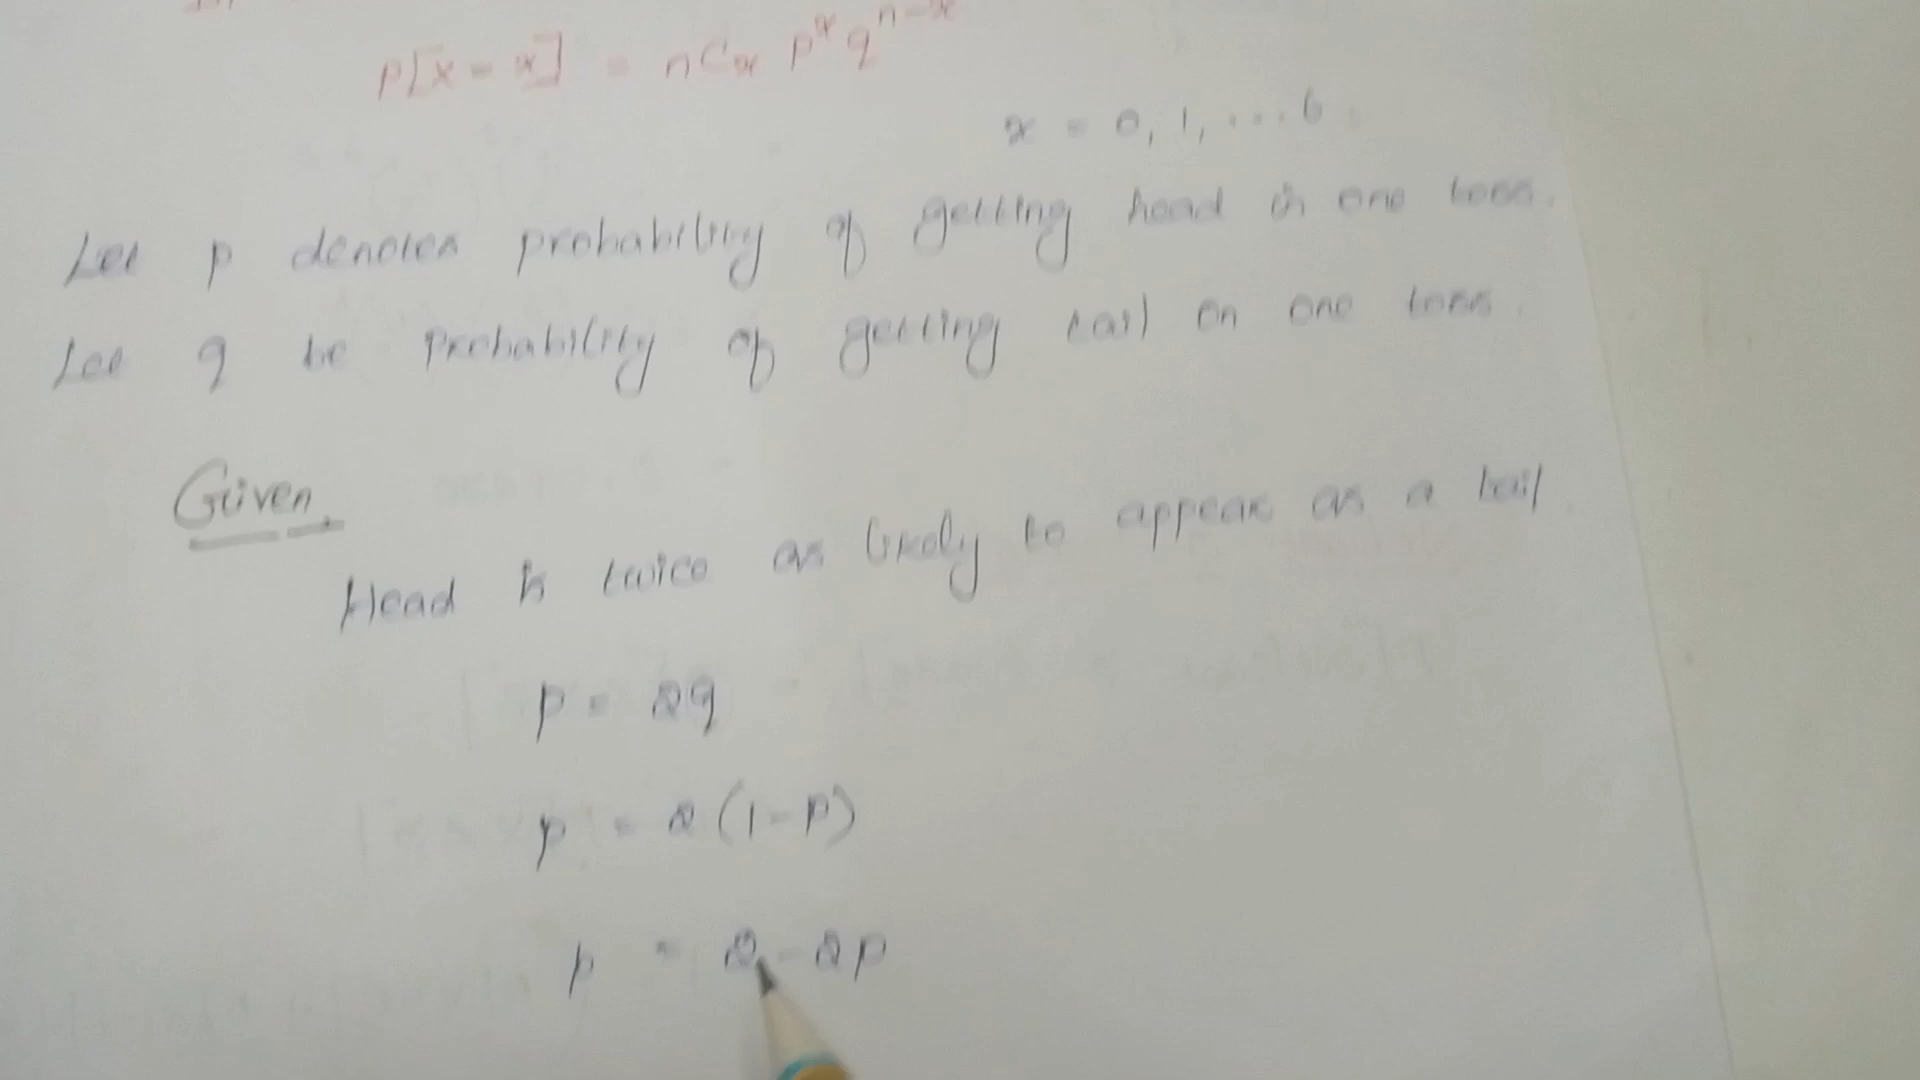 P[X = x] = nCx p^x q^n-x
x = 0, 1, ... 6.
Let p denotes probability of getting head in one toss.
Let q be Probability of getting tail on one toss.
Given,
Head is twice as likely to appear as a tail
p = 2q
p = 2 (1-p)
p = 2 - 2p